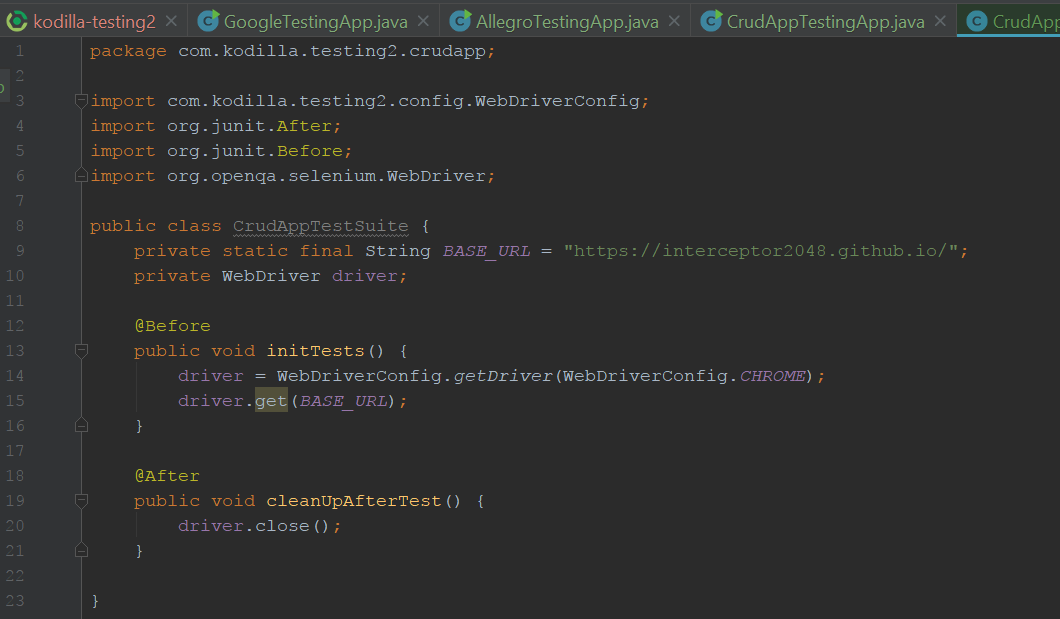 kodilla-testing2 GoogleTestingApp.java AllegroTestingApp.java CrudAppTestingApp.java
1 package com.kodilla.testing2.crudapp;
2
3 import com.kodilla.testing2.config.WebDriverConfig;
4 import org.junit.After;
5 import org.junit.Before;
6 import org.openqa.selenium.WebDriver;
7
8 public class CrudAppTestSuite {
9 private static final String BASE_URL = "https://interceptor2048.github.io/";
10 private WebDriver driver;
11
12 @Before
13 public void initTests() {
14 driver = WebDriverConfig.getDriver(WebDriverConfig.CHROME);
15 driver.get(BASE_URL);
16 }
17
18 @After
19 public void cleanUpAfterTest() {
20 driver.close();
21 }
22
23 }